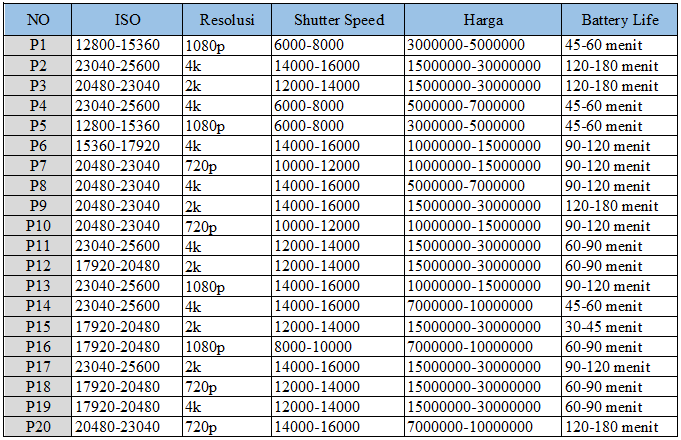 NO ISO Resolusi Shutter Speed Harga Battery Life
P1 12800-15360 1080p 6000-8000 3000000-5000000 45-60 menit
P2 23040-25600 4k 14000-16000 15000000-30000000 120-180 menit
P3 20480-23040 2k 12000-14000 15000000-30000000 120-180 menit
P4 23040-25600 4k 6000-8000 5000000-7000000 45-60 menit
P5 12800-15360 1080p 6000-8000 3000000-5000000 45-60 menit
P6 15360-17920 4k 14000-16000 10000000-15000000 90-120 menit
P7 20480-23040 720p 10000-12000 10000000-15000000 90-120 menit
P8 20480-23040 4k 14000-16000 5000000-7000000 90-120 menit
P9 20480-23040 2k 14000-16000 15000000-30000000 120-180 menit
P10 20480-23040 720p 10000-12000 10000000-15000000 90-120 menit
P11 23040-25600 4k 12000-14000 15000000-30000000 60-90 menit
P12 17920-20480 2k 12000-14000 15000000-30000000 60-90 menit
P13 23040-25600 1080p 14000-16000 10000000-15000000 90-120 menit
P14 23040-25600 4k 14000-16000 7000000-10000000 45-60 menit
P15 17920-20480 2k 12000-14000 15000000-30000000 30-45 menit
P16 17920-20480 1080p 8000-10000 7000000-10000000 60-90 menit
P17 23040-25600 2k 14000-16000 15000000-30000000 90-120 menit
P18 17920-20480 720p 12000-14000 15000000-30000000 60-90 menit
P19 17920-20480 4k 12000-14000 15000000-30000000 60-90 menit
P20 20480-23040 720p 14000-16000 7000000-10000000 120-180 menit